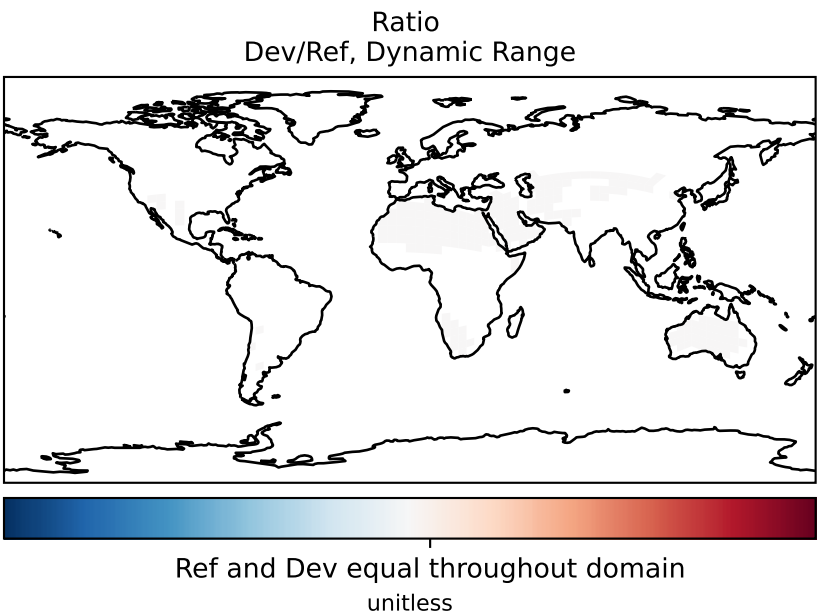 Ratio
Dev/Ref, Dynamic Range
Ref and Dev equal throughout domain
unitless